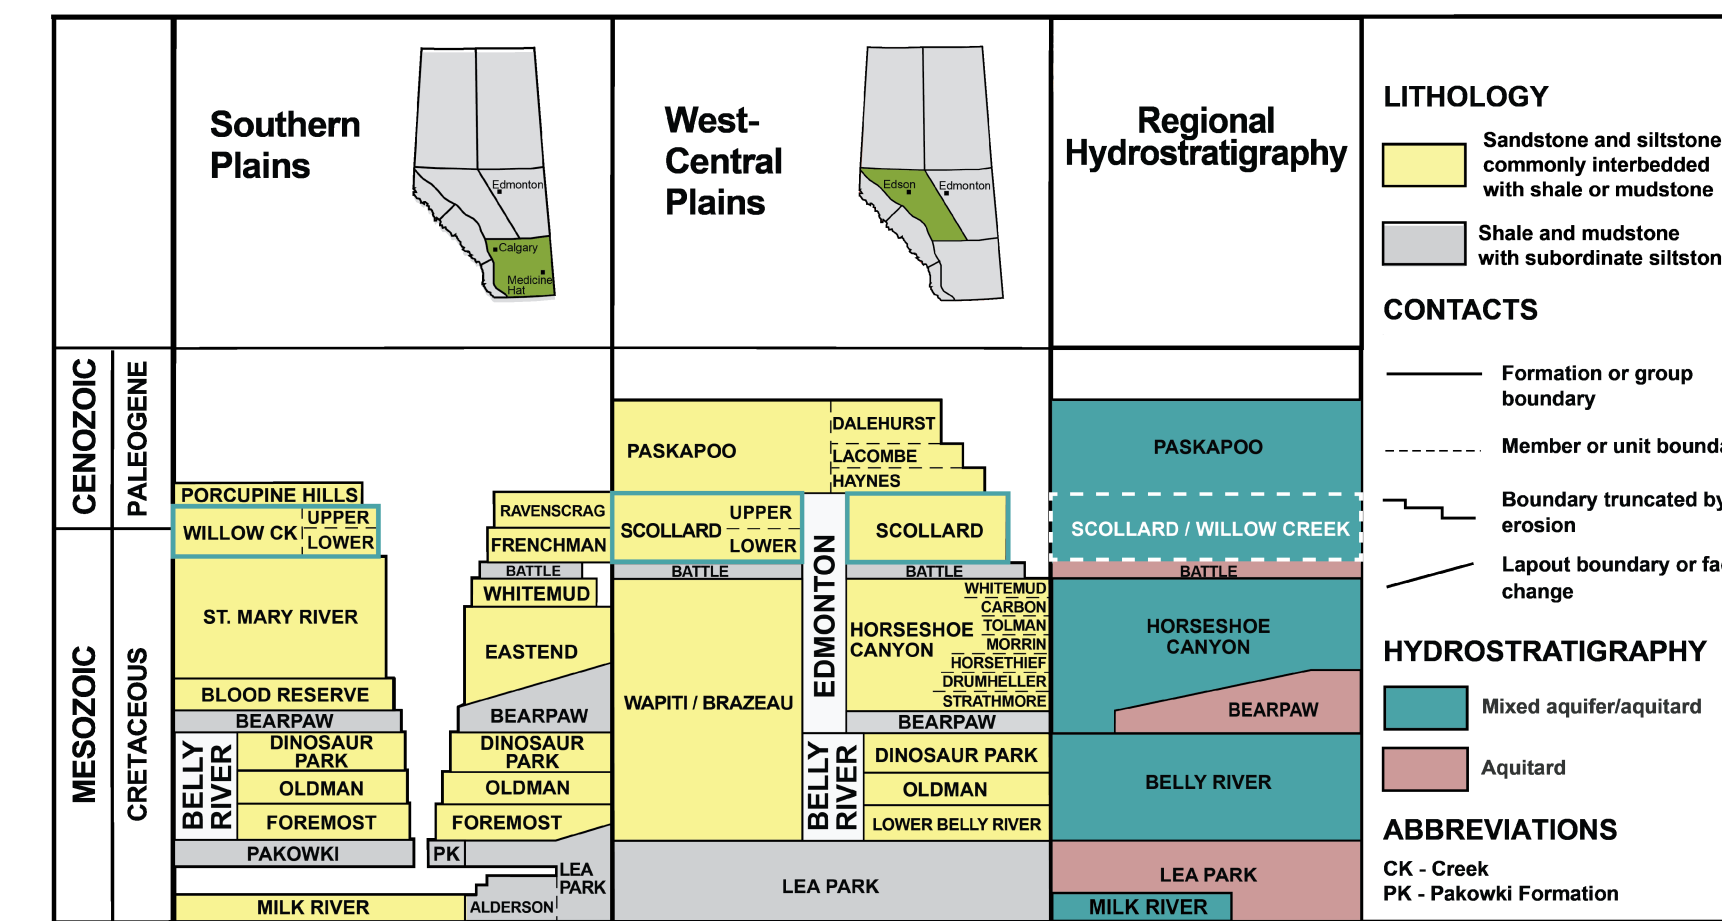 Southern
Plains
Edmonton
Calgary
Medicine
Hat
West-
Central
Plains
Edson
Edmonton
Regional
Hydrostratigraphy
CENOZOIC
PALEOGENE
MESOZOIC
CRETACEOUS
PORCUPINE HILLS
WILLOW CK
UPPER
LOWER
ST. MARY RIVER
BLOOD RESERVE
BEARPAW
BELLY
RIVER
DINOSAUR
PARK
OLDMAN
FOREMOST
PAKOWKI
MILK RIVER
RAVENSCRAG
FRENCHMAN
BATTLE
WHITEMUD
EASTEND
BEARPAW
DINOSAUR
PARK
OLDMAN
FOREMOST
PK
LEA
PARK
ALDERSON
PASKAPOO
DALEHURST
LACOMBE
HAYNES
SCOLLARD
UPPER
LOWER
BATTLE
WAPITI / BRAZEAU
EDMONTON
SCOLLARD
BATTLE
WHITEMUD
CARBON
TOLMAN
MORRIN
HORSETHIEF
DRUMHELLER
STRATHMORE
HORSESHOE
CANYON
BEARPAW
BELLY
RIVER
DINOSAUR PARK
OLDMAN
LOWER BELLY RIVER
LEA PARK
PASKAPOO
SCOLLARD / WILLOW CREEK
BATTLE
HORSESHOE
CANYON
BEARPAW
BELLY RIVER
LEA PARK
MILK RIVER
LITHOLOGY
Sandstone and siltstone
commonly interbedded
with shale or mudstone
Shale and mudstone
with subordinate siltston
CONTACTS
Formation or group
boundary
Member or unit bounda
Boundary truncated by
erosion
Lapout boundary or fa
change
HYDROSTRATIGRAPHY
Mixed aquifer/aquitard
Aquitard
ABBREVIATIONS
CK - Creek
PK - Pakowki Formation